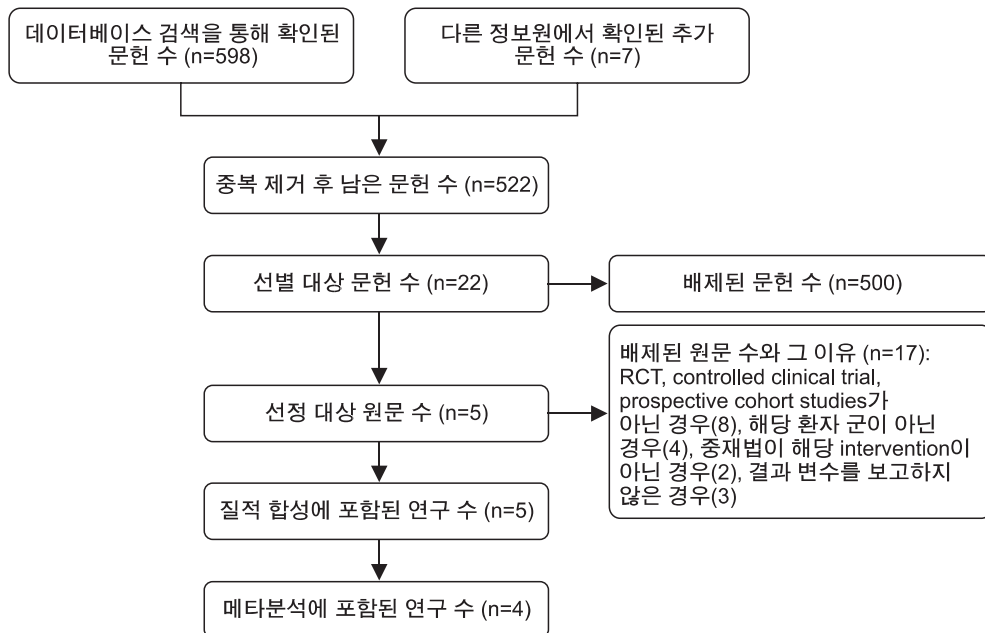 데이터베이스 검색을 통해 확인된
문헌 수 (n=598)
다른 정보원에서 확인된 추가
문헌 수 (n=7)
중복 제거 후 남은 문헌 수 (n=522)
선별 대상 문헌 수 (n=22)
배제된 문헌 수 (n=500)
선정 대상 원문 수 (n=5)
배제된 원문 수와 그 이유 (n=17):
RCT, controlled clinical trial,
prospective cohort studies가
아닌 경우(8), 해당 환자 군이 아닌
경우(4), 중재법이 해당 intervention이
아닌 경우(2), 결과 변수를 보고하지
않은 경우(3)
질적 합성에 포함된 연구 수 (n=5)
메타분석에 포함된 연구 수 (n=4)